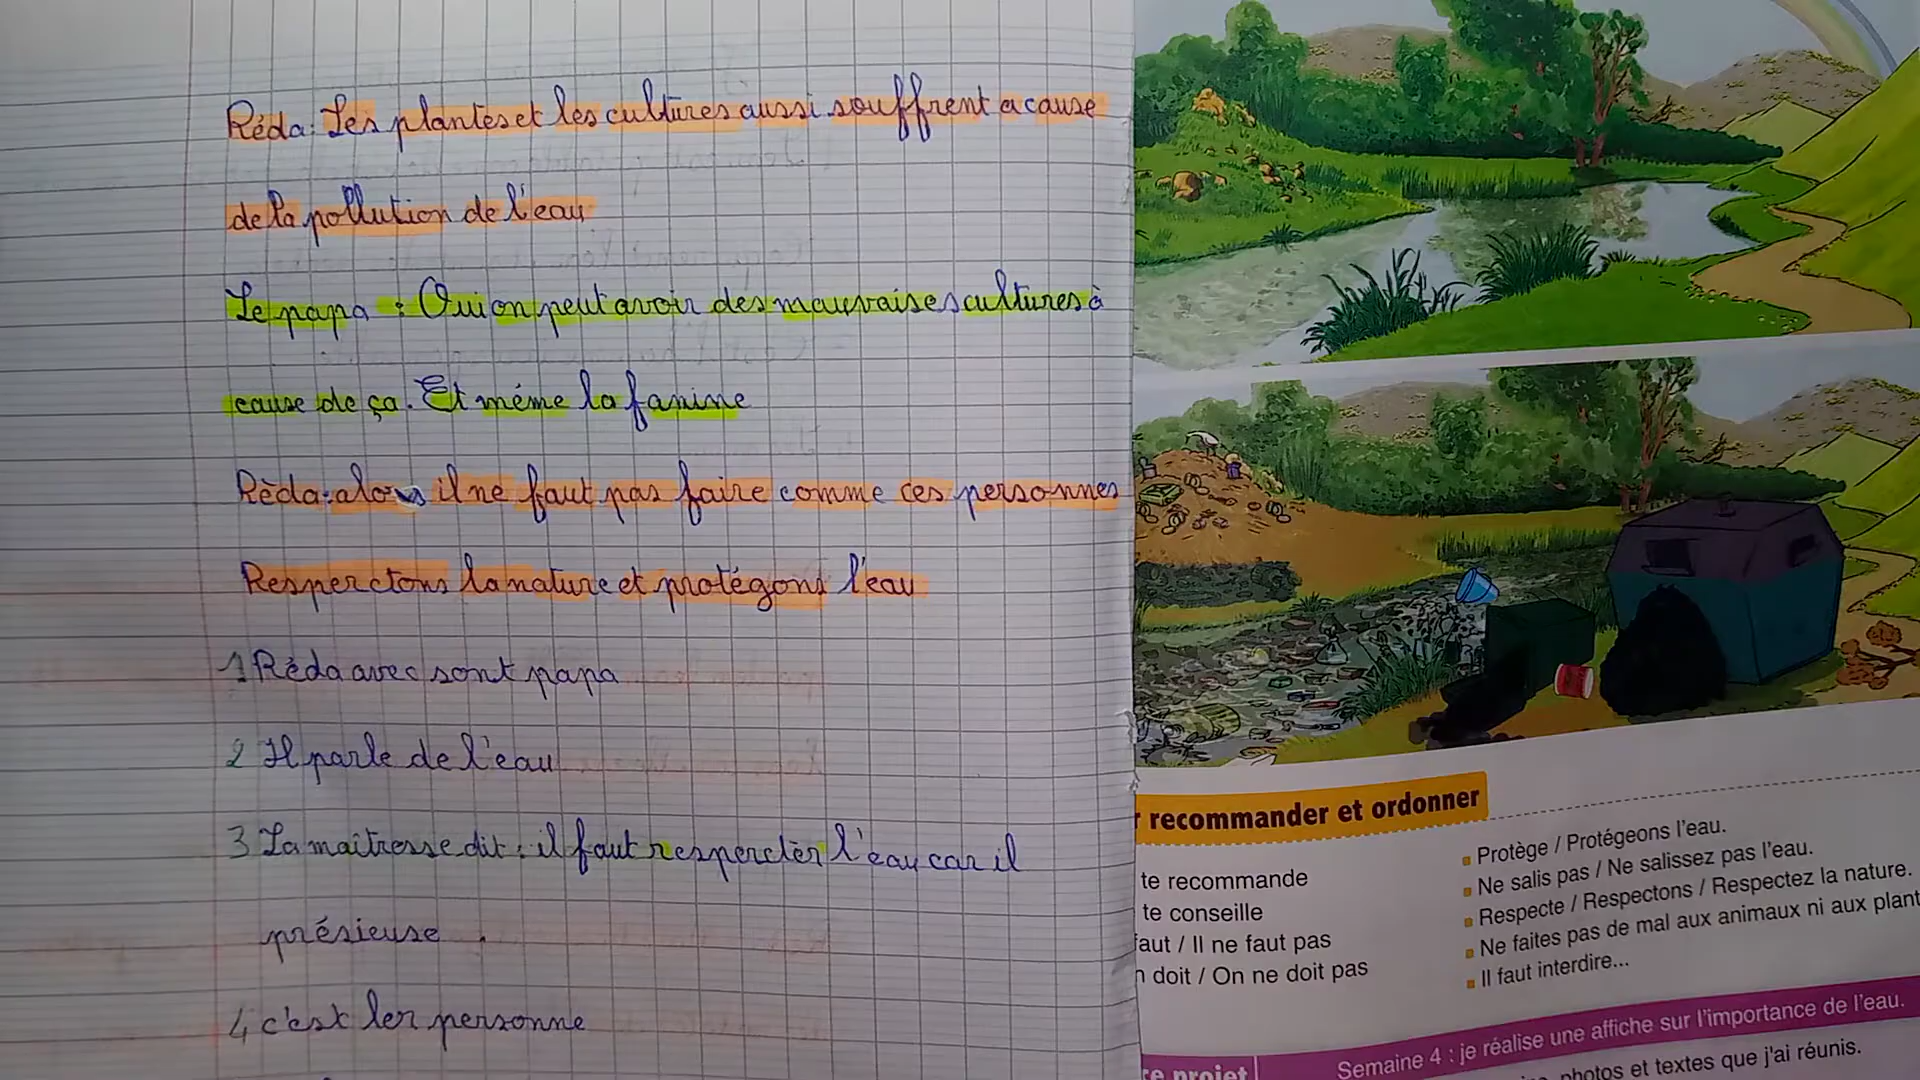 Réda: Les plantes et les cultures aussi souffrent a cause
de la pollution de l'eau
Le papa : Oui on peut avoir des mauvaises cultures à
cause de ça. Et même la famine
Rèda: alors il ne faut pas faire comme ces personnes
Resperctons la nature et protégons l'eau
1 Réda avec sont papa
2 Il parle de l'eau
3 La maîtresse dit : il faut respercter l'eau car il
présieuse .
4 c'est ler personne
recommander et ordonner
te recommande
te conseille
faut / Il ne faut pas
doit / On ne doit pas
Protège / Protégeons l'eau.
Ne salis pas / Ne salissez pas l'eau.
Respecte / Respectons / Respectez la nature.
Ne faites pas de mal aux animaux ni aux plant
Il faut interdire...
Semaine 4 : je réalise une affiche sur l'importance de l'eau.
projet
photos et textes que j'ai réunis.